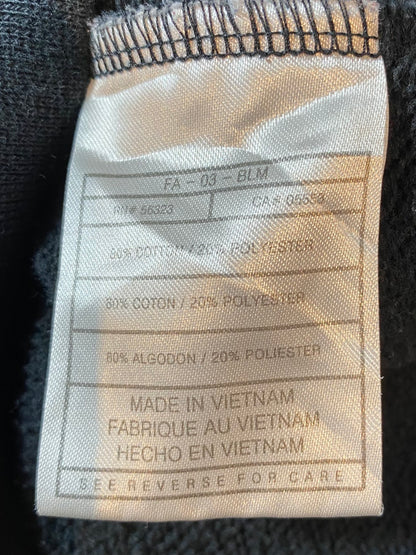 FA - 03 - BLM
RN# 56323 CA# 05553
80% COTTON / 20% POLYESTER
80% COTON / 20% POLYESTER
80% ALGODON / 20% POLIESTER
MADE IN VIETNAM
FABRIQUE AU VIETNAM
HECHO EN VIETNAM
SEE REVERSE FOR CARE